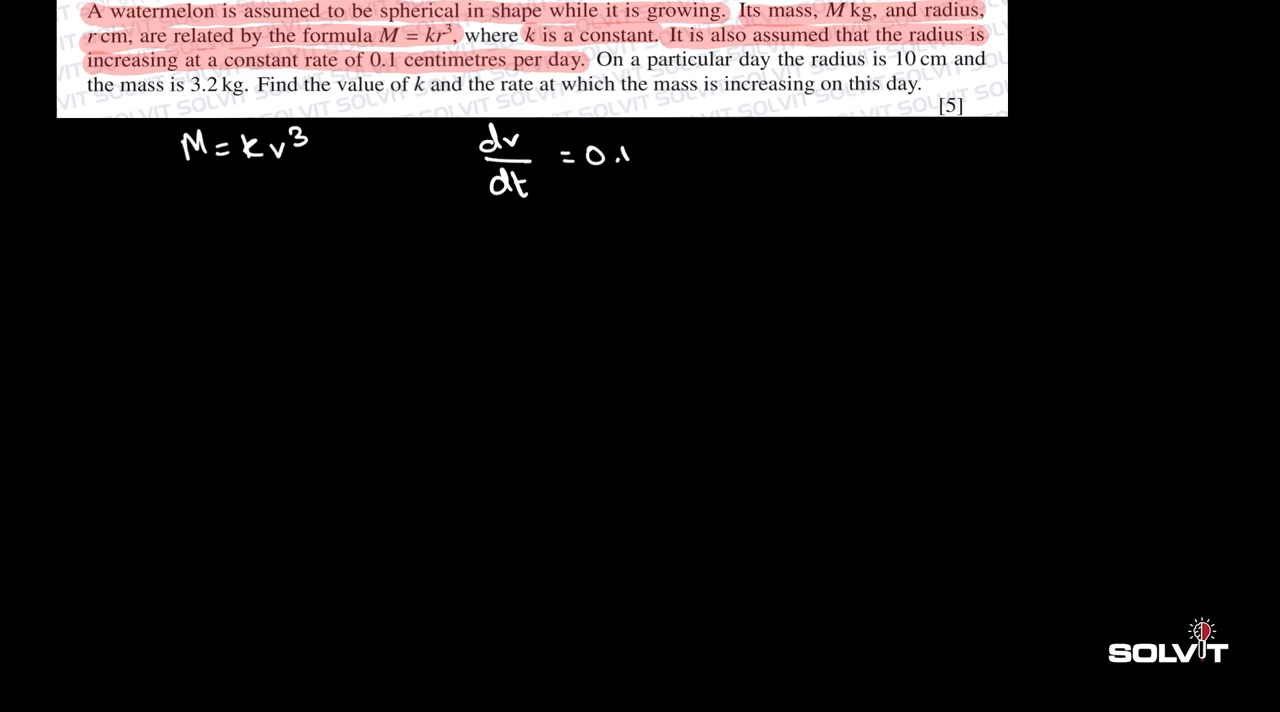 A watermelon is assumed to be spherical in shape while it is growing. Its mass, M kg, and radius,
r cm, are related by the formula M = kr³, where k is a constant. It is also assumed that the radius is
increasing at a constant rate of 0.1 centimetres per day. On a particular day the radius is 10 cm and
the mass is 3.2 kg. Find the value of k and the rate at which the mass is increasing on this day.
[5]
M = kr³
dr/dt = 0.1
SOLVIT